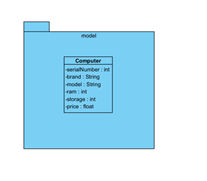 model
Computer
-serialNumber : int
-brand : String
-model : String
-ram : int
-storage : int
-price : float